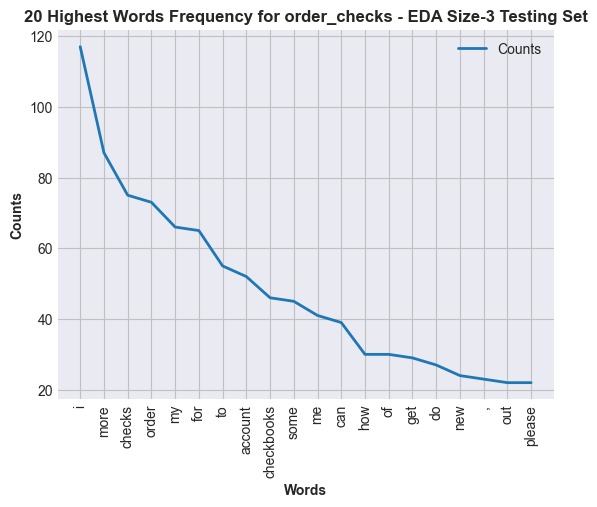 20 Highest Words Frequency for order_checks - EDA Size-3 Testing Set
Counts
120
100
80
60
40
20
Counts
i
more
checks
order
my
for
to
account
checkbooks
some
me
can
how
of
get
do
new
,
out
please
Words